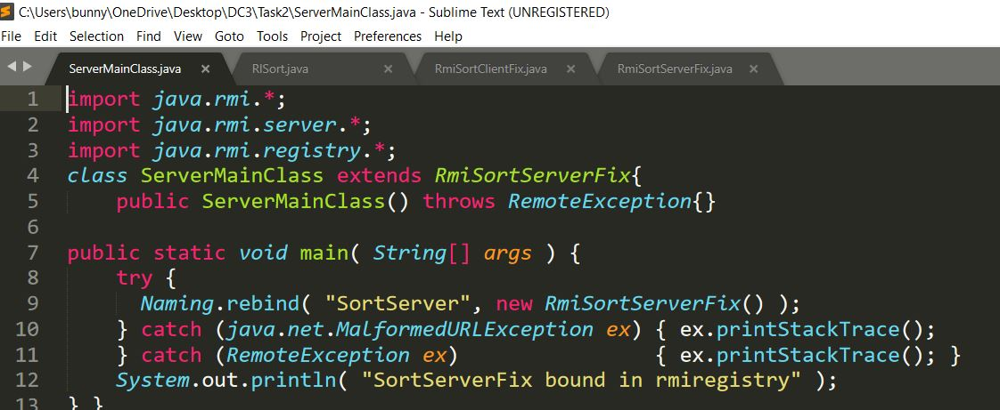 C:\Users\bunny\OneDrive\Desktop\DC3\Task2\ServerMainClass.java - Sublime Text (UNREGISTERED)
File Edit Selection Find View Goto Tools Project Preferences Help
ServerMainClass.java × RISort.java × RmiSortClientFix.java × RmiSortServerFix.java ×
1 import java.rmi.*;
2 import java.rmi.server.*;
3 import java.rmi.registry.*;
4 class ServerMainClass extends RmiSortServerFix{
5     public ServerMainClass() throws RemoteException{}
6
7 public static void main( String[] args ) {
8     try {
9       Naming.rebind( "SortServer", new RmiSortServerFix() );
10     } catch (java.net.MalformedURLException ex) { ex.printStackTrace();
11     } catch (RemoteException ex)                { ex.printStackTrace(); }
12     System.out.println( "SortServerFix bound in rmiregistry" );
13 } }